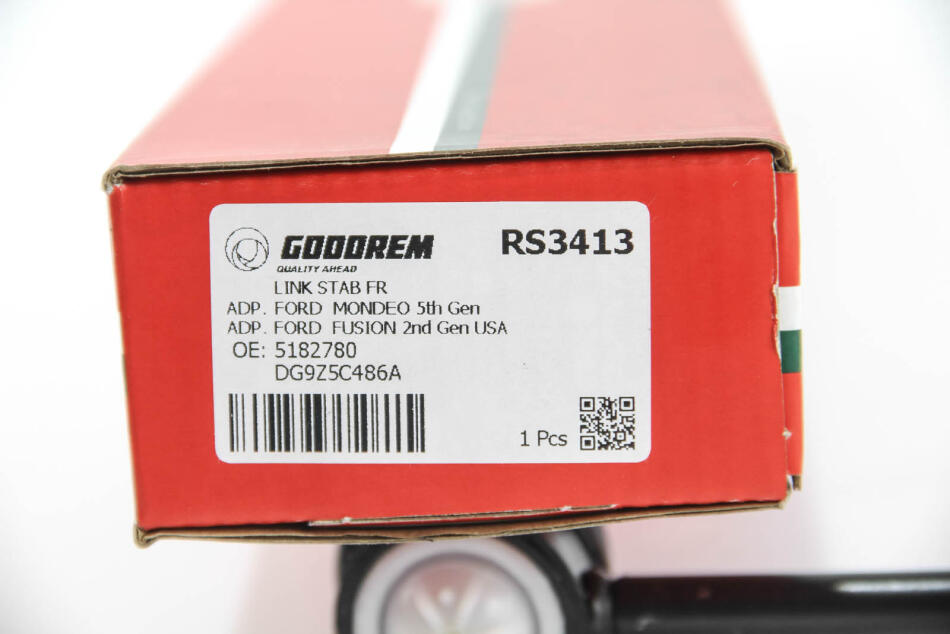 GOODREM RS3413
QUALITY AHEAD
LINK STAB FR
ADP. FORD MONDEO 5th Gen
ADP. FORD FUSION 2nd Gen USA
OE: 5182780
DG9Z5C486A
1 Pcs